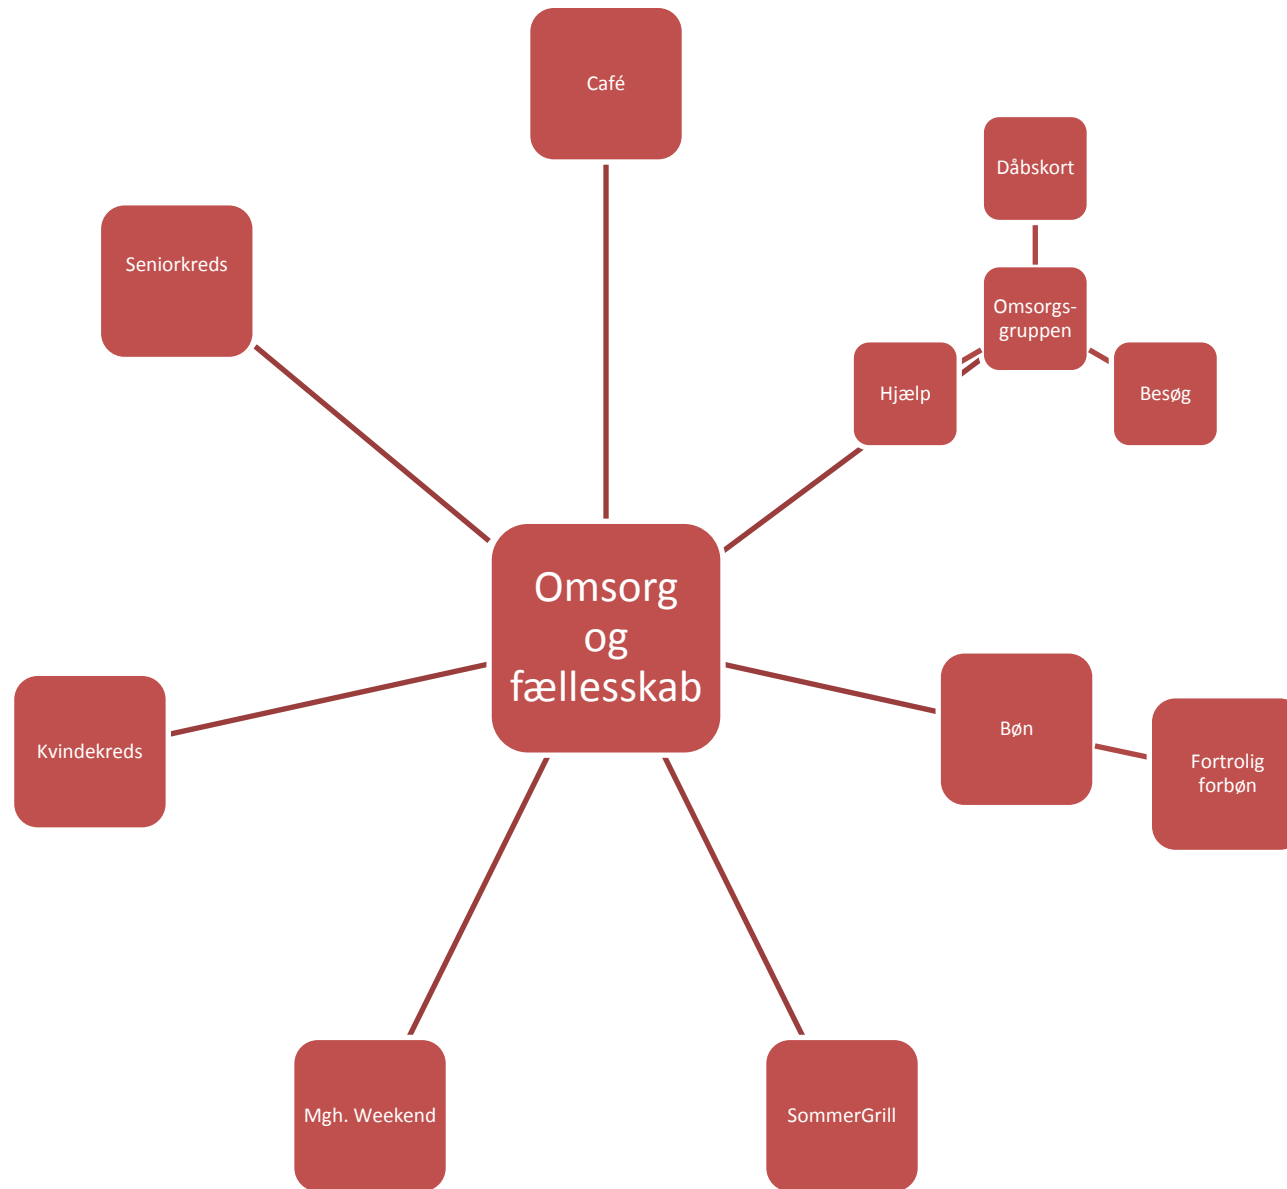 Café
Dåbskort
Seniorkreds
Omsorgs-
gruppen
Hjælp
Besøg
Omsorg
og
fællesskab
Bøn
Kvindekreds
Fortrolig
forbøn
Mgh. Weekend
SommerGrill